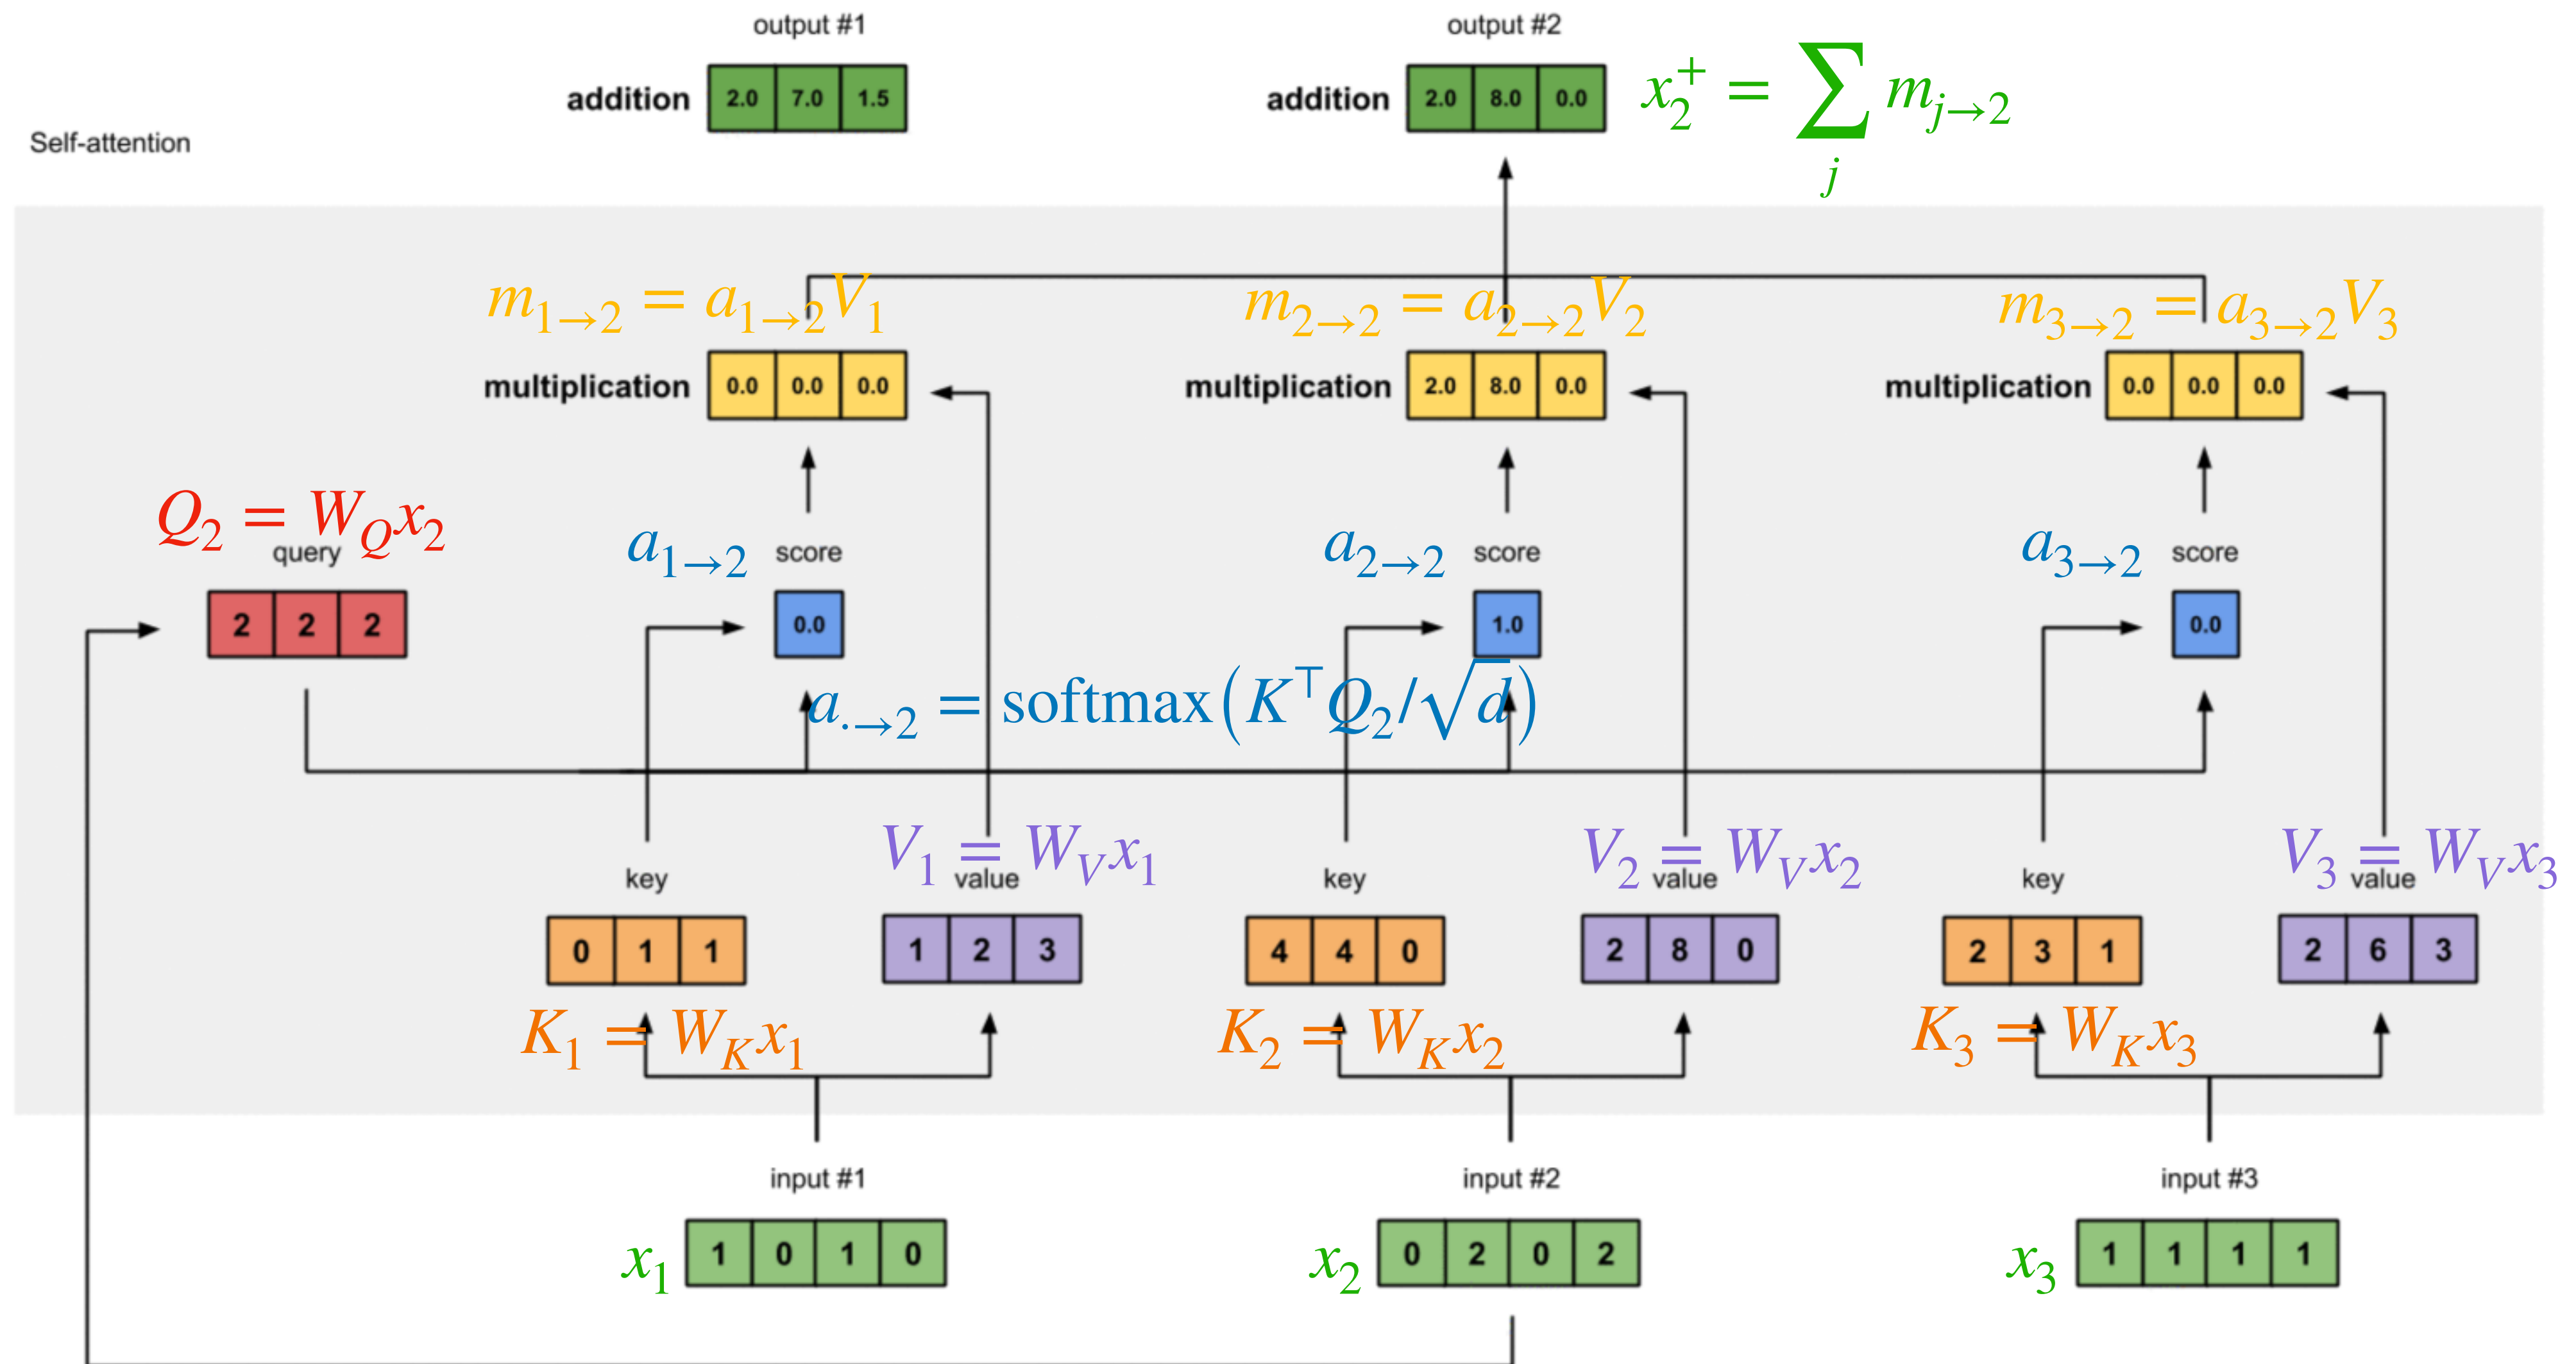 output #1 output #2
addition 2.0 7.0 1.5 addition 2.0 8.0 0.0 x₂⁺ = ∑ⱼ m_{j→2}
Self-attention
m_{1→2} = a_{1→2}V₁ m_{2→2} = a_{2→2}V₂ m_{3→2} = a_{3→2}V₃
multiplication 0.0 0.0 0.0 multiplication 2.0 8.0 0.0 multiplication 0.0 0.0 0.0
Q₂ = W_Q x₂
query a_{1→2} score a_{2→2} score a_{3→2} score
2 2 2 0.0 1.0 0.0
a_{·→2} = softmax(K^⊤Q₂/√d)
V₁ = W_V x₁ V₂ = W_V x₂ V₃ = W_V x₃
key value key value key value
0 1 1 1 2 3 4 4 0 2 8 0 2 3 1 2 6 3
K₁ = W_K x₁ K₂ = W_K x₂ K₃ = W_K x₃
input #1 input #2 input #3
x₁ 1 0 1 0 x₂ 0 2 0 2 x₃ 1 1 1 1